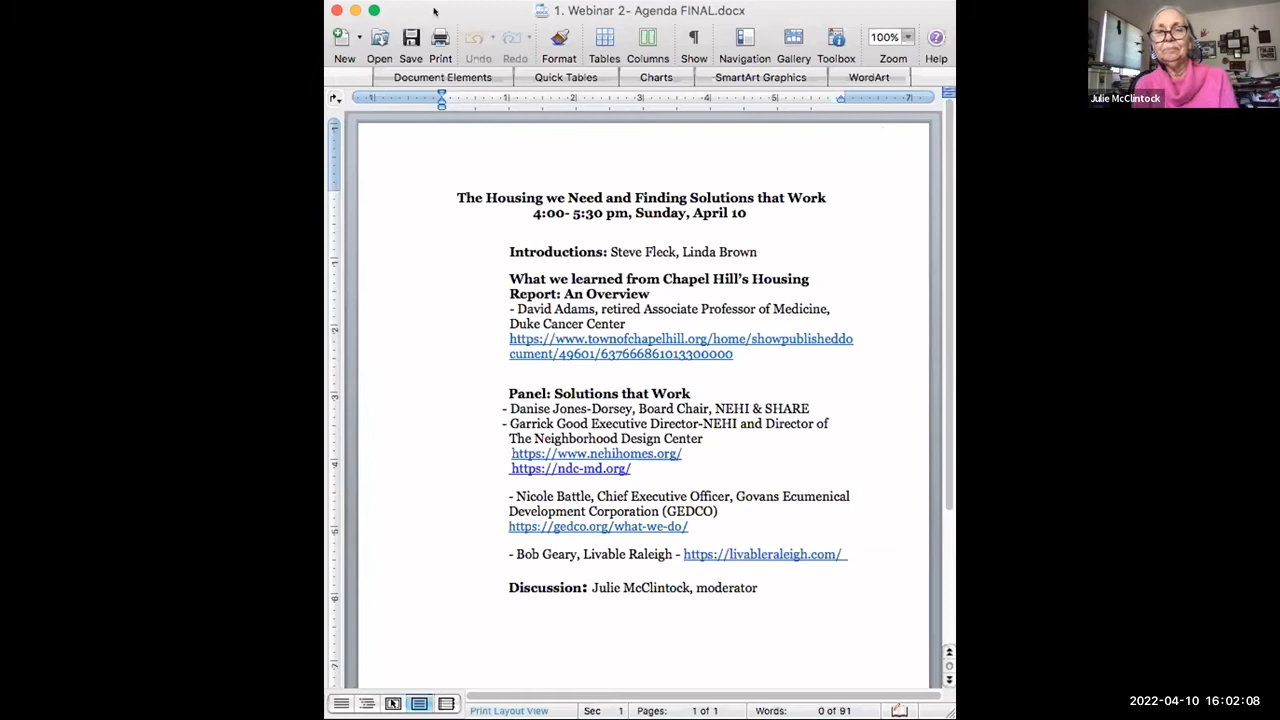 1. Webinar 2- Agenda FINAL.docx
New Open Save Print Undo Redo Format Tables Columns Show Navigation Gallery Toolbox Zoom Help
100%
Document Elements Quick Tables Charts SmartArt Graphics WordArt
Julie McClintock
The Housing we Need and Finding Solutions that Work
4:00- 5:30 pm, Sunday, April 10
Introductions: Steve Fleck, Linda Brown
What we learned from Chapel Hill's Housing
Report: An Overview
- David Adams, retired Associate Professor of Medicine,
Duke Cancer Center
https://www.townofchapelhill.org/home/showpublisheddo
cument/49601/637666861013300000
Panel: Solutions that Work
- Danise Jones-Dorsey, Board Chair, NEHI & SHARE
- Garrick Good Executive Director-NEHI and Director of
The Neighborhood Design Center
https://www.nehihomes.org/
https://ndc-md.org/
- Nicole Battle, Chief Executive Officer, Govans Ecumenical
Development Corporation (GEDCO)
https://gedco.org/what-we-do/
- Bob Geary, Livable Raleigh - https://livableraleigh.com/
Discussion: Julie McClintock, moderator
Print Layout View Sec 1 Pages: 1 of 1 Words: 0 of 91
2022-04-10 16:02:08